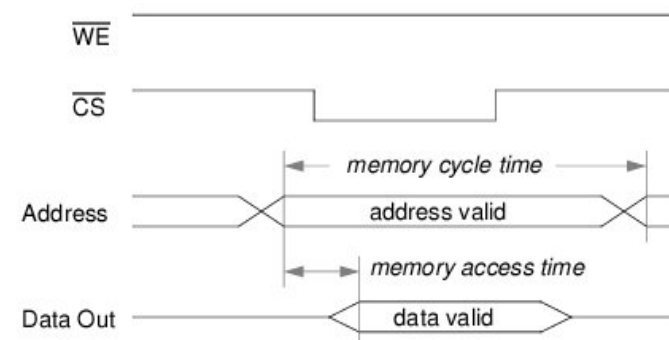 WE
CS
memory cycle time
Address
address valid
memory access time
Data Out
data valid